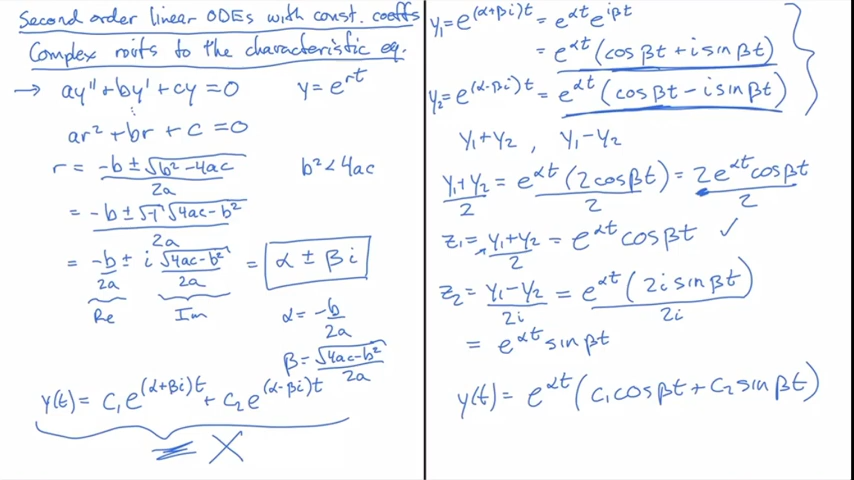 Second order linear ODEs with const. coeffs
Complex roots to the characteristic eq.
→ ay'' + by' + cy = 0 y = e^{rt}
⋮
ar² + br + c = 0
r = (-b ± √(b² - 4ac))/2a b² < 4ac
= (-b ± √-1 √(4ac - b²))/2a
= -b/2a ± i √(4ac - b²)/2a = α ± βi
Re Im
α = -b/2a
β = √(4ac - b²)/2a
y(t) = c₁e^{(α+βi)t} + c₂e^{(α-βi)t}
X
y₁ = e^{(α+βi)t} = e^{αt} e^{iβt}
= e^{αt}(cos βt + i sin βt)
y₂ = e^{(α-βi)t} = e^{αt}(cos βt - i sin βt)
y₁ + y₂ , y₁ - y₂
(y₁ + y₂)/2 = e^{αt}(2cos βt)/2 = 2e^{αt}cos βt/2
z₁ = (y₁ + y₂)/2 = e^{αt} cos βt ✓
z₂ = (y₁ - y₂)/2i = e^{αt}(2i sin βt)/2i
= e^{αt} sin βt
y(t) = e^{αt}(c₁cos βt + c₂ sin βt)